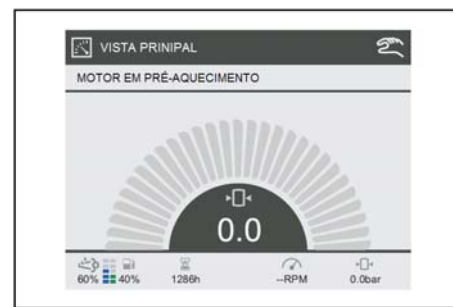 VISTA PRINIPAL
MOTOR EM PRÉ-AQUECIMENTO
0.0
60% 40% 1286h --RPM 0.0bar